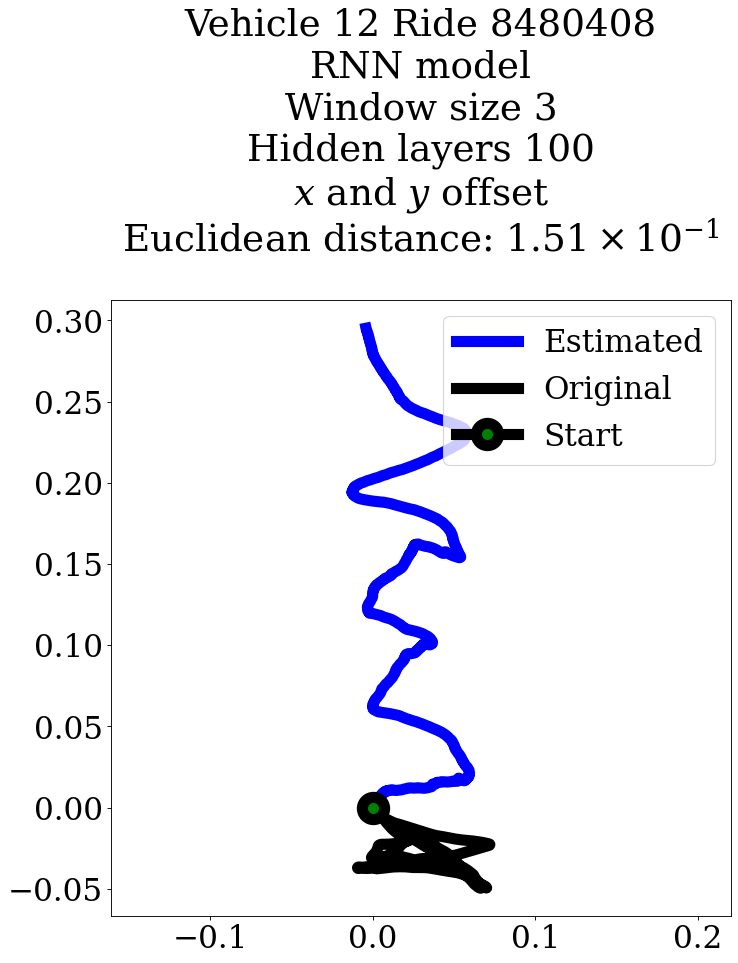 Vehicle 12 Ride 8480408
RNN model
Window size 3
Hidden layers 100
x and y offset
Euclidean distance: 1.51 × 10⁻¹
Estimated
Original
Start
0.30
0.25
0.20
0.15
0.10
0.05
0.00
−0.05
−0.1
0.0
0.1
0.2